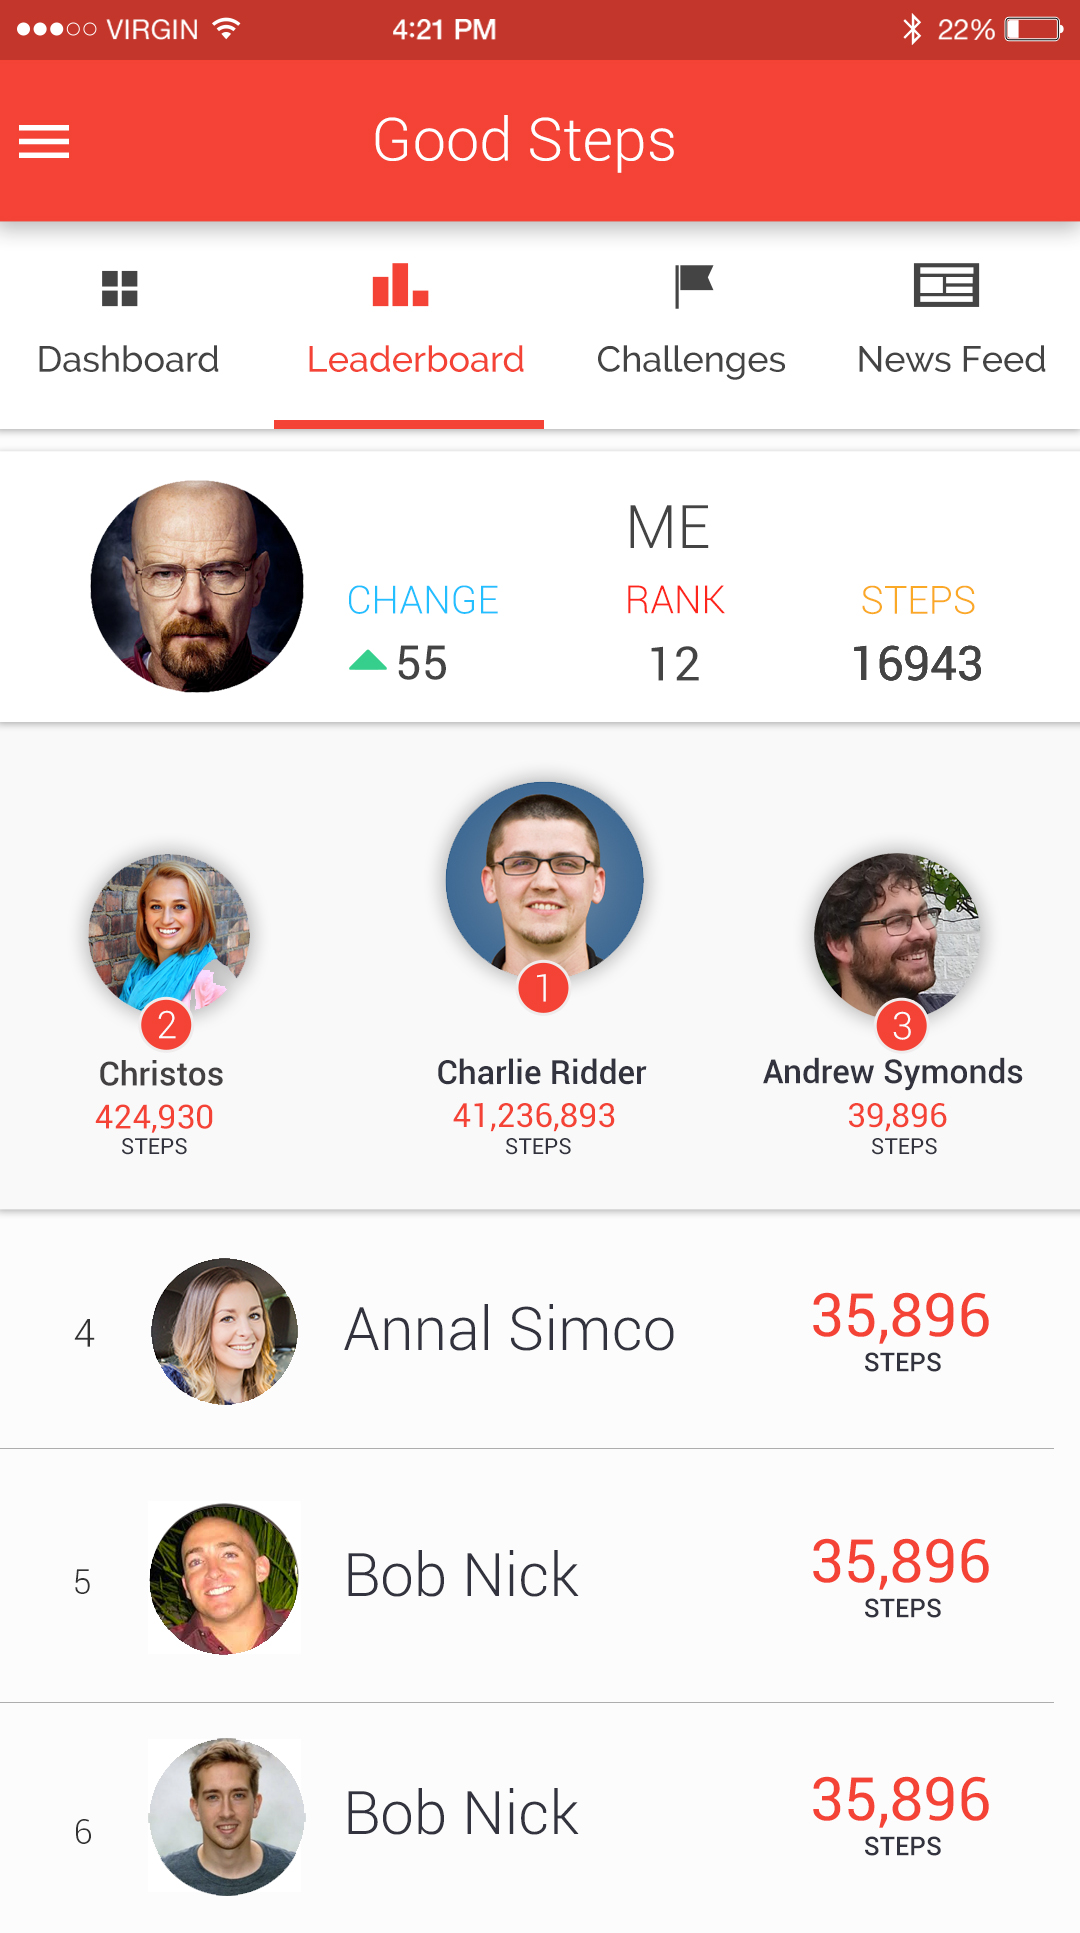 VIRGIN 4:21 PM 22%
Good Steps
Dashboard Leaderboard Challenges News Feed
ME
CHANGE RANK STEPS
55 12 16943
1
2 3
Christos Charlie Ridder Andrew Symonds
424,930 41,236,893 39,896
STEPS STEPS STEPS
4 Annal Simco 35,896
STEPS
5 Bob Nick 35,896
STEPS
6 Bob Nick 35,896
STEPS